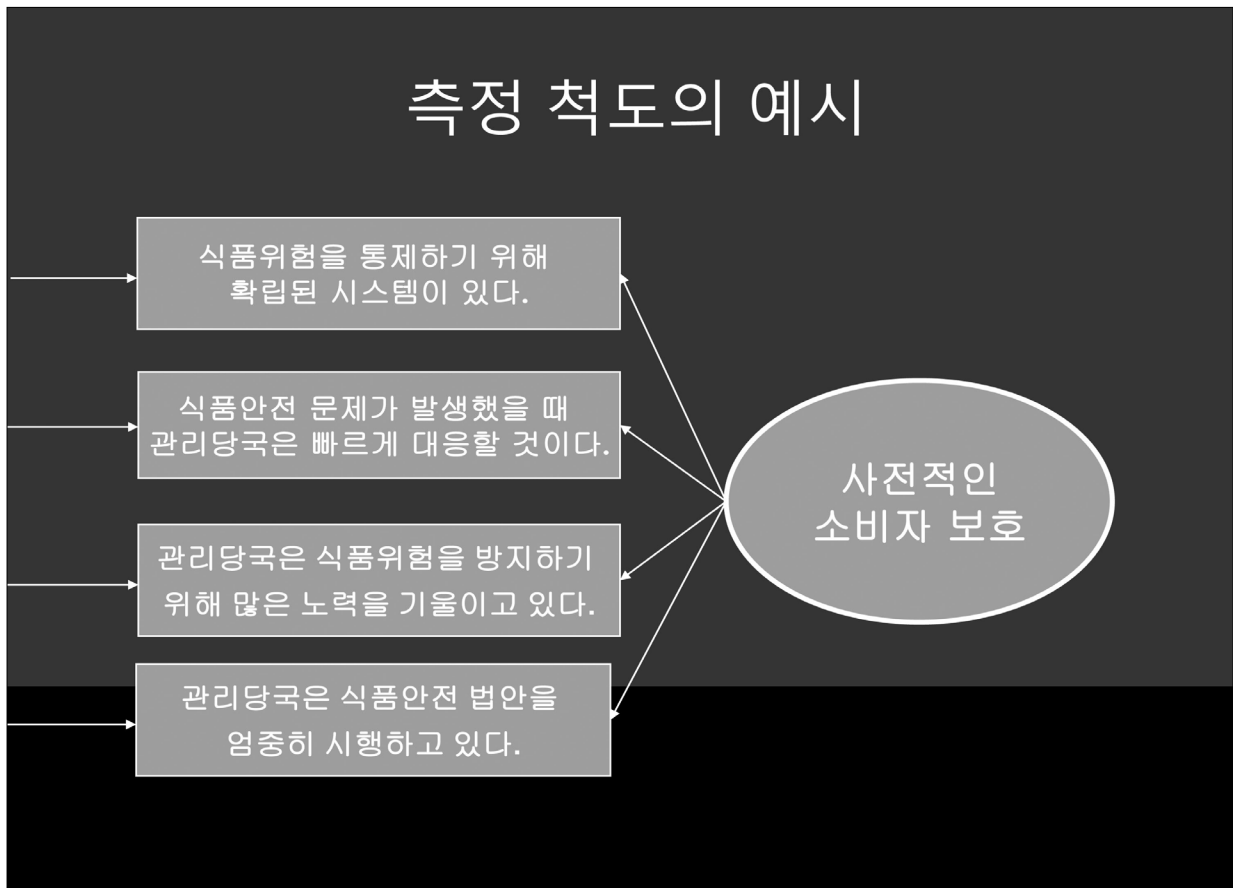 측정 척도의 예시
식품위험을 통제하기 위해
확립된 시스템이 있다.
식품안전 문제가 발생했을 때
관리당국은 빠르게 대응할 것이다.
관리당국은 식품위험을 방지하기
위해 많은 노력을 기울이고 있다.
관리당국은 식품안전 법안을
엄중히 시행하고 있다.
사전적인
소비자 보호